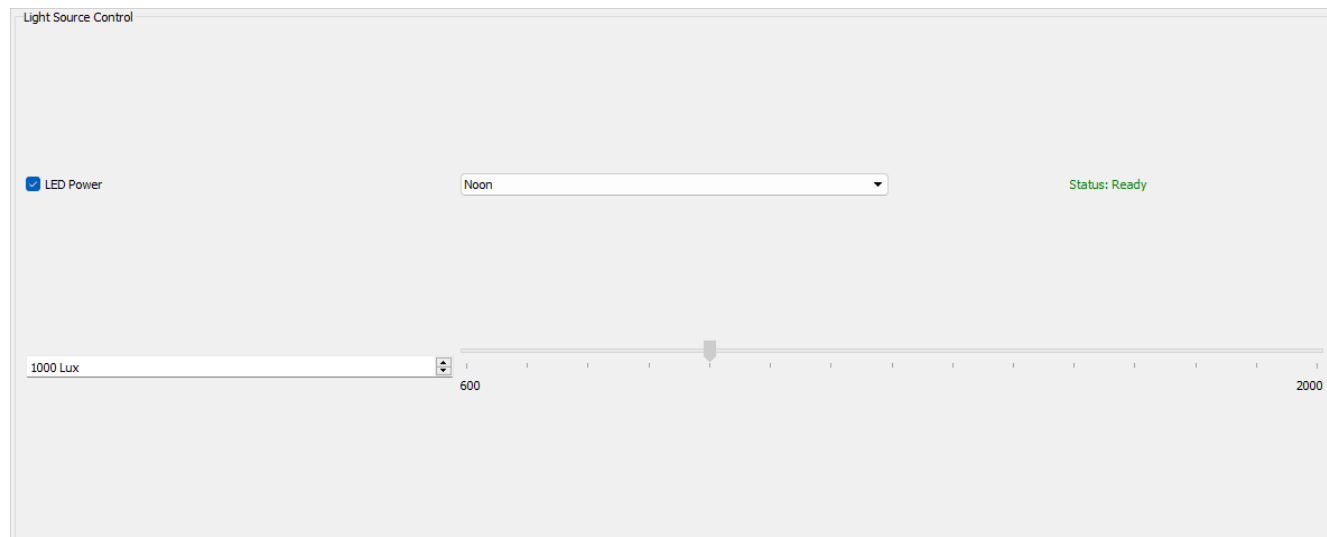 Light Source Control
LED Power
Noon
Status: Ready
1000 Lux
600
2000